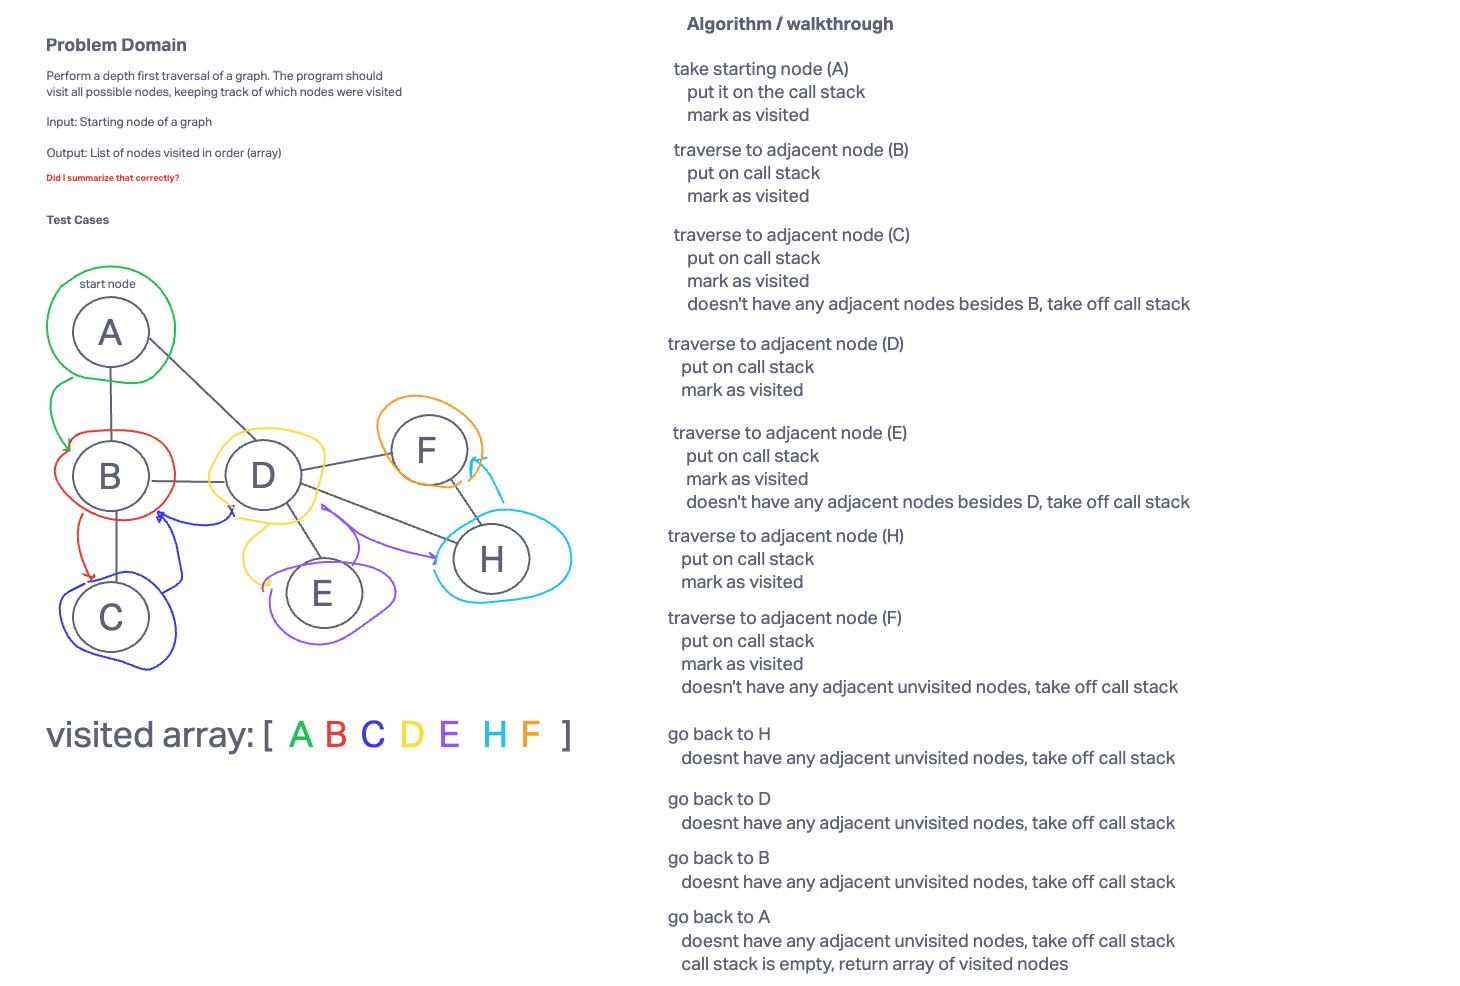 Problem Domain
Perform a depth first traversal of a graph. The program should
visit all possible nodes, keeping track of which nodes were visited
Input: Starting node of a graph
Output: List of nodes visited in order (array)
Did I summarize that correctly?
Test Cases
start node
A
B
D
F
H
E
C
visited array: [ A B C D E H F ]
Algorithm / walkthrough
take starting node (A)
put it on the call stack
mark as visited
traverse to adjacent node (B)
put on call stack
mark as visited
traverse to adjacent node (C)
put on call stack
mark as visited
doesn't have any adjacent nodes besides B, take off call stack
traverse to adjacent node (D)
put on call stack
mark as visited
traverse to adjacent node (E)
put on call stack
mark as visited
doesn't have any adjacent nodes besides D, take off call stack
traverse to adjacent node (H)
put on call stack
mark as visited
traverse to adjacent node (F)
put on call stack
mark as visited
doesn't have any adjacent unvisited nodes, take off call stack
go back to H
doesnt have any adjacent unvisited nodes, take off call stack
go back to D
doesnt have any adjacent unvisited nodes, take off call stack
go back to B
doesnt have any adjacent unvisited nodes, take off call stack
go back to A
doesnt have any adjacent unvisited nodes, take off call stack
call stack is empty, return array of visited nodes